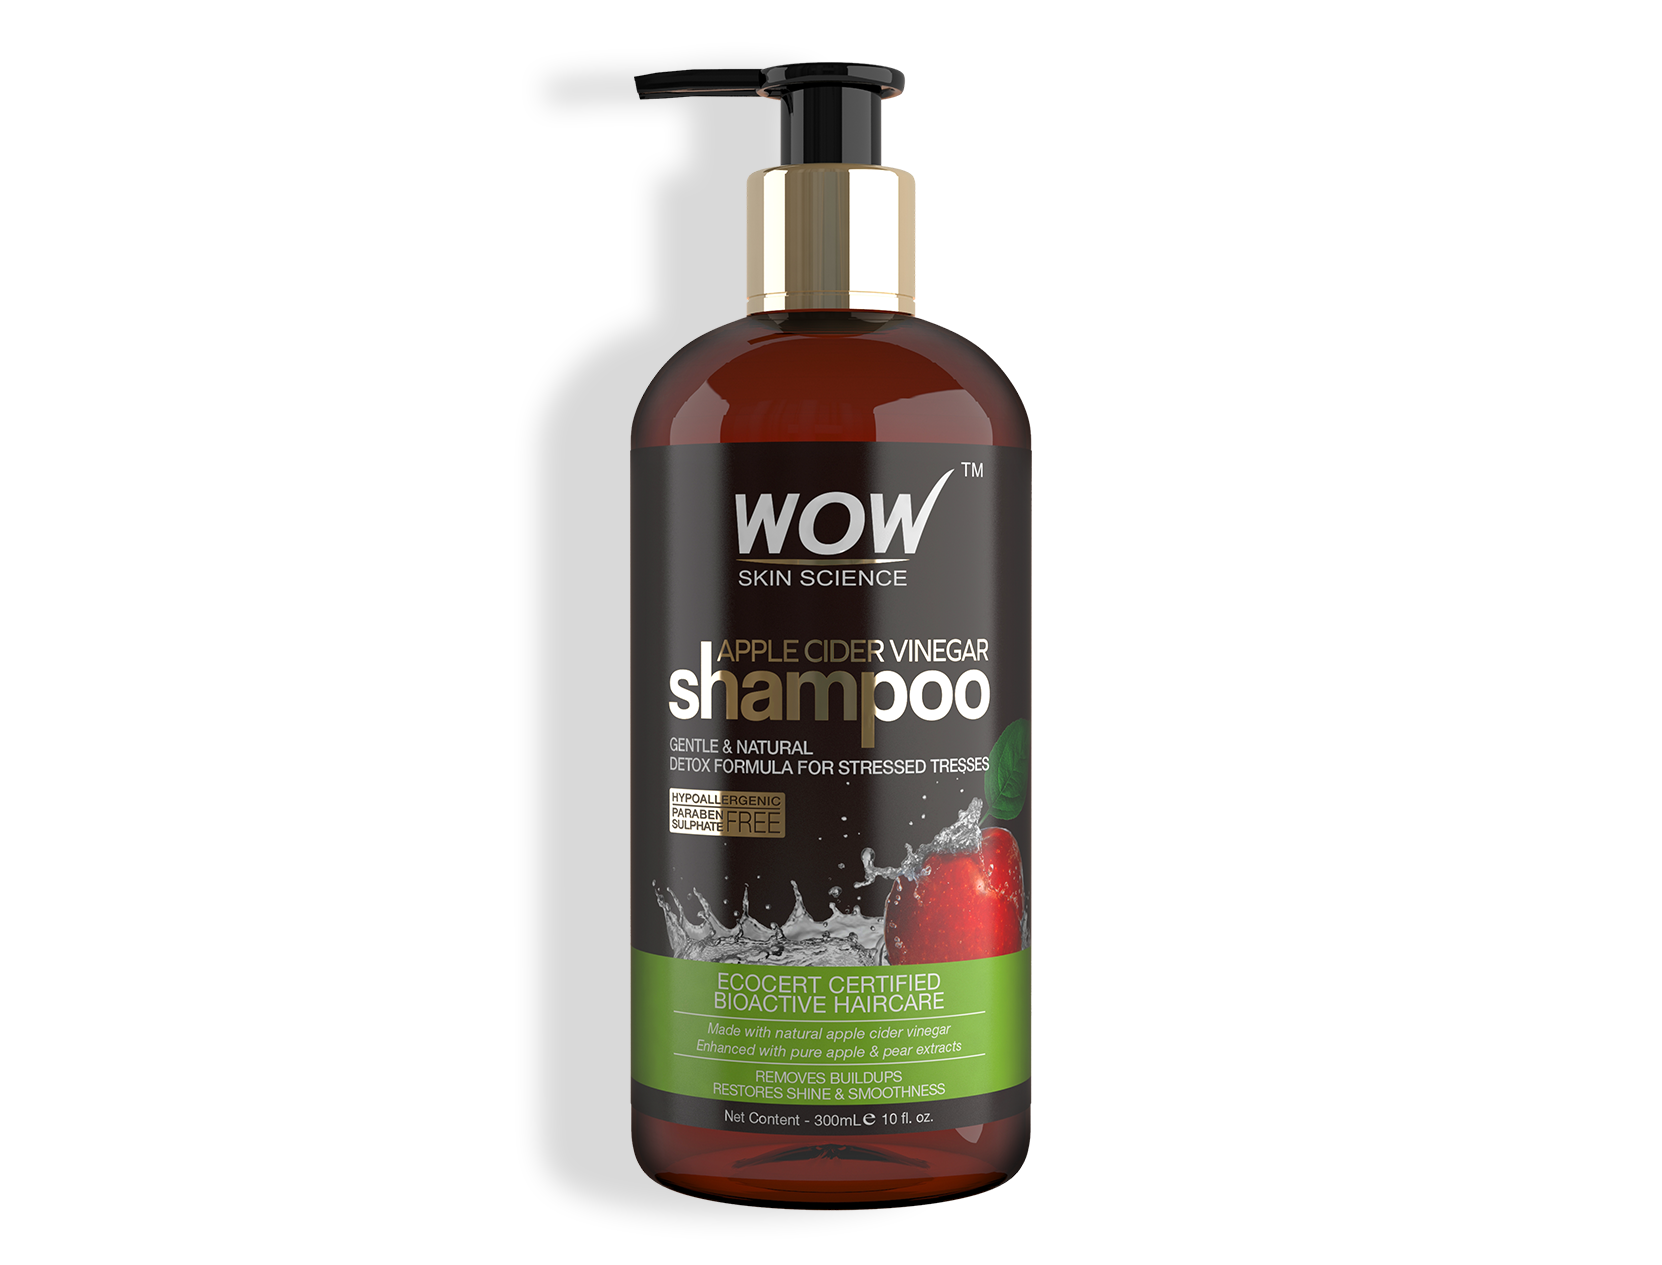 WOW™
SKIN SCIENCE
APPLE CIDER VINEGAR
shampoo
GENTLE & NATURAL
DETOX FORMULA FOR STRESSED TRESSES
HYPOALLERGENIC
PARABEN
SULPHATE FREE
ECOCERT CERTIFIED
BIOACTIVE HAIRCARE
Made with natural apple cider vinegar
Enhanced with pure apple & pear extracts
REMOVES BUILDUPS
RESTORES SHINE & SMOOTHNESS
Net Content - 300mL℮ 10 fl. oz.